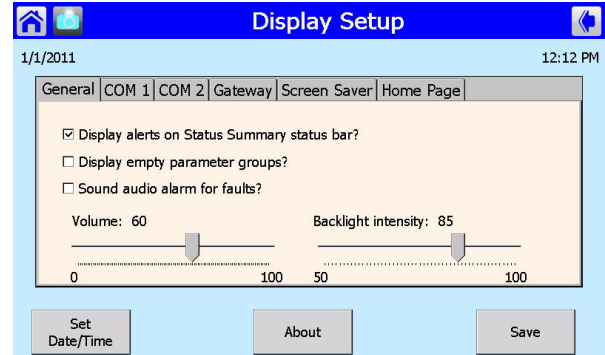 Display Setup
1/1/2011 12:12 PM
General COM 1 COM 2 Gateway Screen Saver Home Page
Display alerts on Status Summary status bar?
Display empty parameter groups?
Sound audio alarm for faults?
Volume: 60 Backlight intensity: 85
0 100 50 100
Set
Date/Time
About
Save